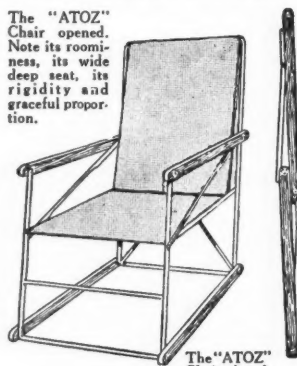 The "ATOZ"
Chair opened.
Note its roomi-
ness, its wide
deep seat, its
rigidity and
graceful propor-
tion.
The "ATOZ"